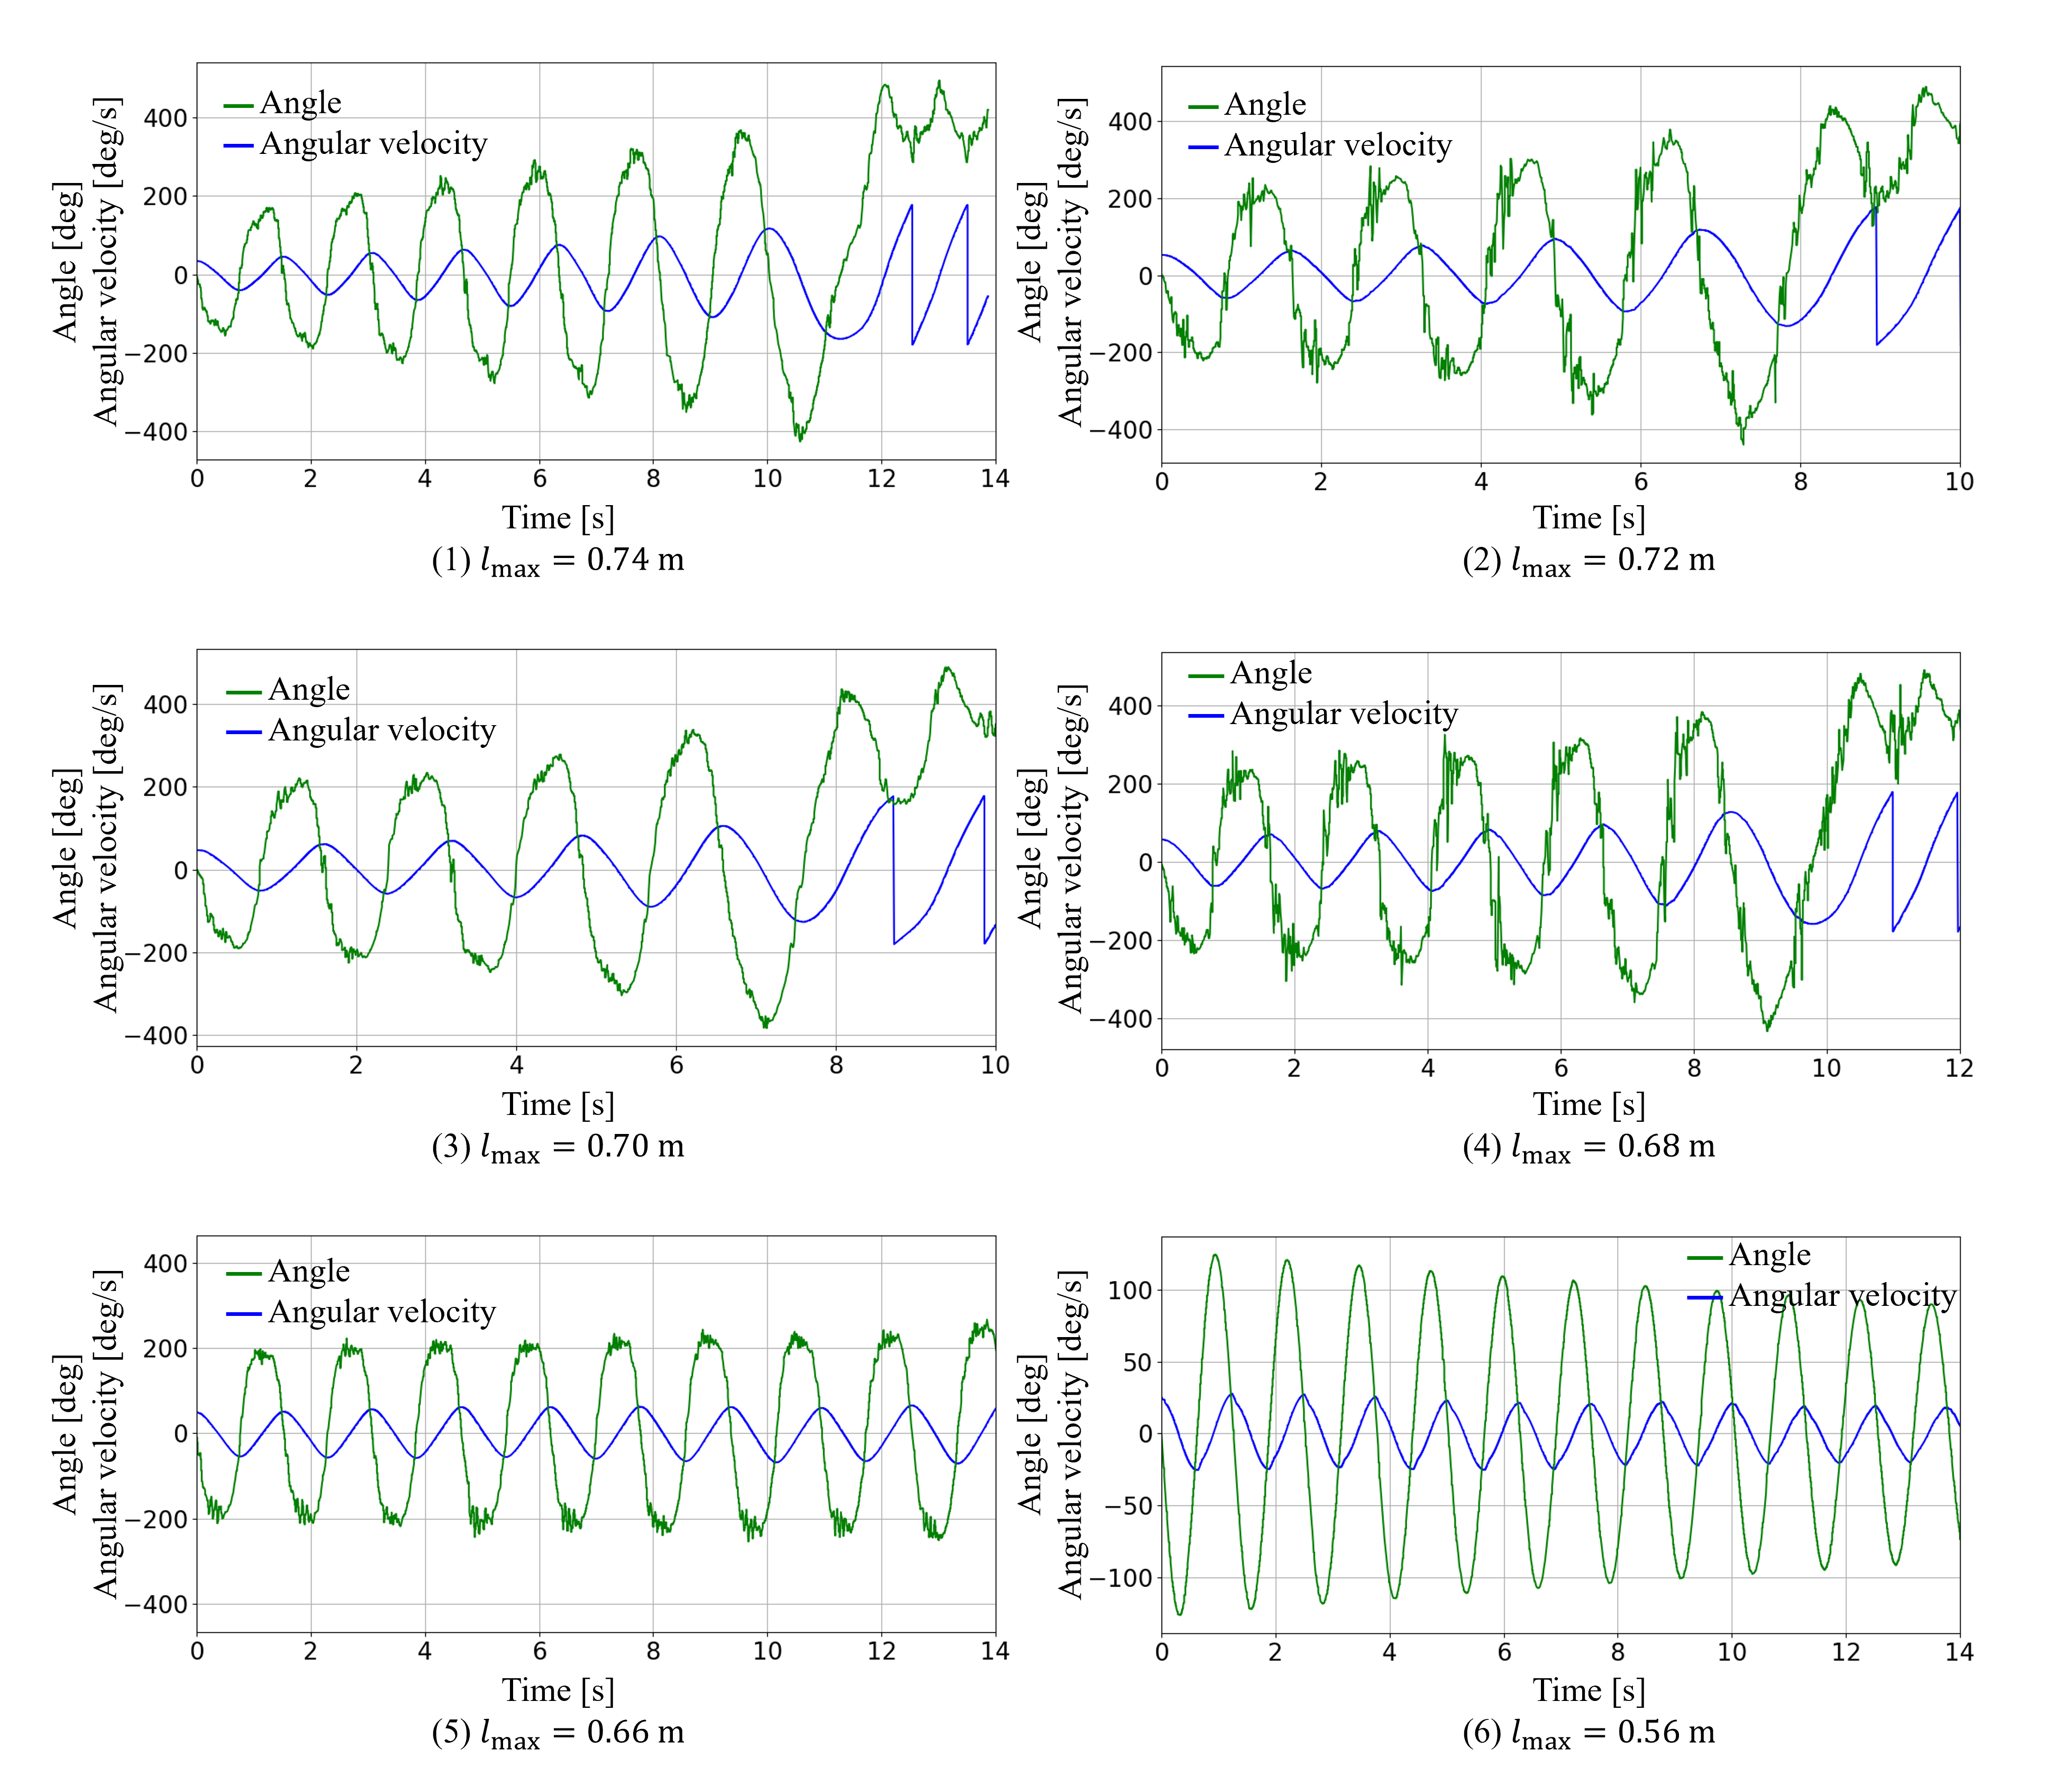 Angle [deg]
Angular velocity [deg/s]
400
200
0
−200
−400
Angle
Angular velocity
0 2 4 6 8 10 12 14
Time [s]
(1) lmax = 0.74 m
Angle [deg]
Angular velocity [deg/s]
400
200
0
−200
−400
Angle
Angular velocity
0 2 4 6 8 10
Time [s]
(2) lmax = 0.72 m
Angle [deg]
Angular velocity [deg/s]
400
200
0
−200
−400
Angle
Angular velocity
0 2 4 6 8 10
Time [s]
(3) lmax = 0.70 m
Angle [deg]
Angular velocity [deg/s]
400
200
0
−200
−400
Angle
Angular velocity
0 2 4 6 8 10 12
Time [s]
(4) lmax = 0.68 m
Angle [deg]
Angular velocity [deg/s]
400
200
0
−200
−400
Angle
Angular velocity
0 2 4 6 8 10 12 14
Time [s]
(5) lmax = 0.66 m
Angle [deg]
Angular velocity [deg/s]
100
50
0
−50
−100
Angle
Angular velocity
0 2 4 6 8 10 12 14
Time [s]
(6) lmax = 0.56 m